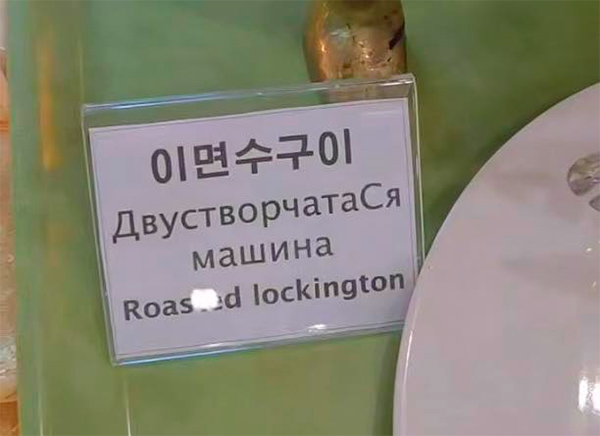 이면수구이
ДвустворчатаСя
машина
Roasted lockington